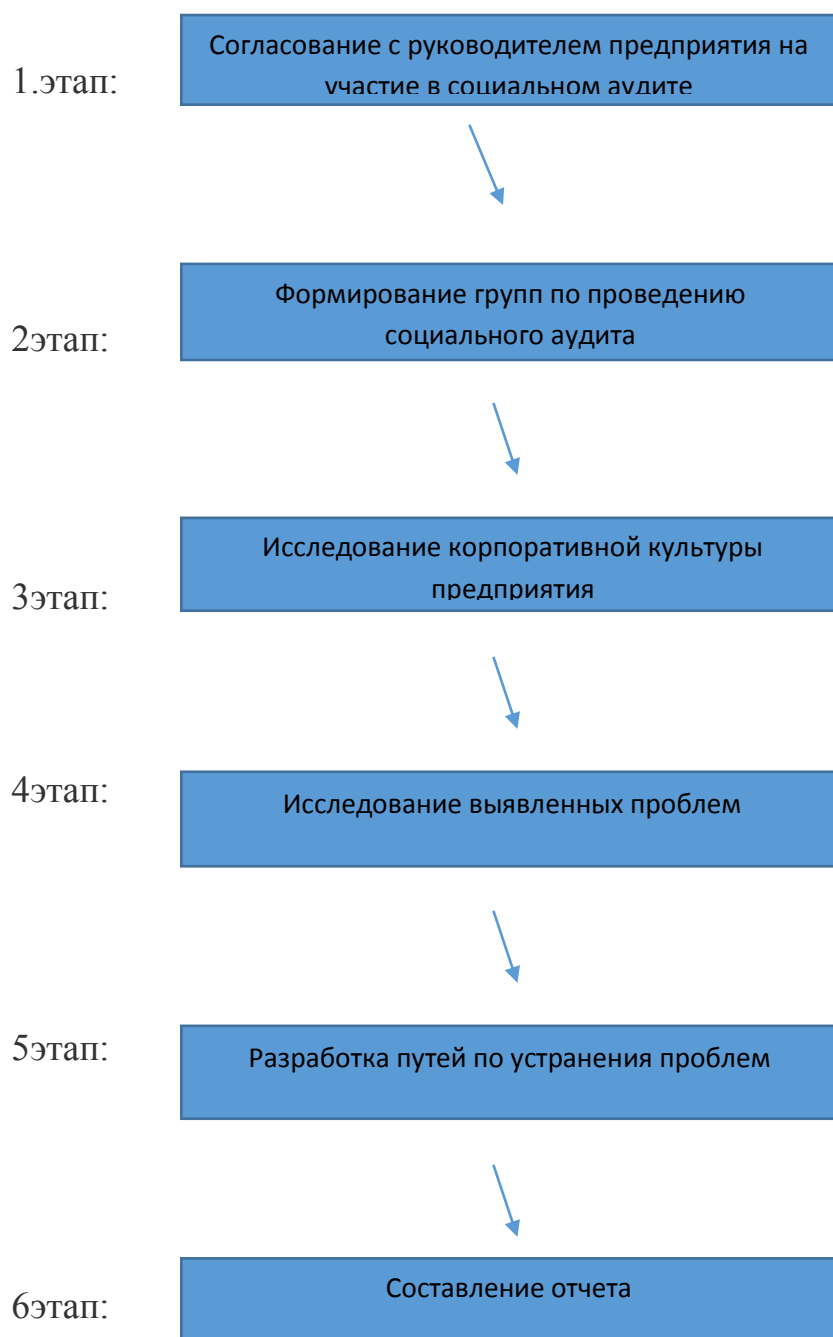 1.этап:
Согласование с руководителем предприятия на
участие в социальном аудите
2этап:
Формирование групп по проведению
социального аудита
3этап:
Исследование корпоративной культуры
предприятия
4этап:
Исследование выявленных проблем
5этап:
Разработка путей по устранения проблем
6этап:
Составление отчета